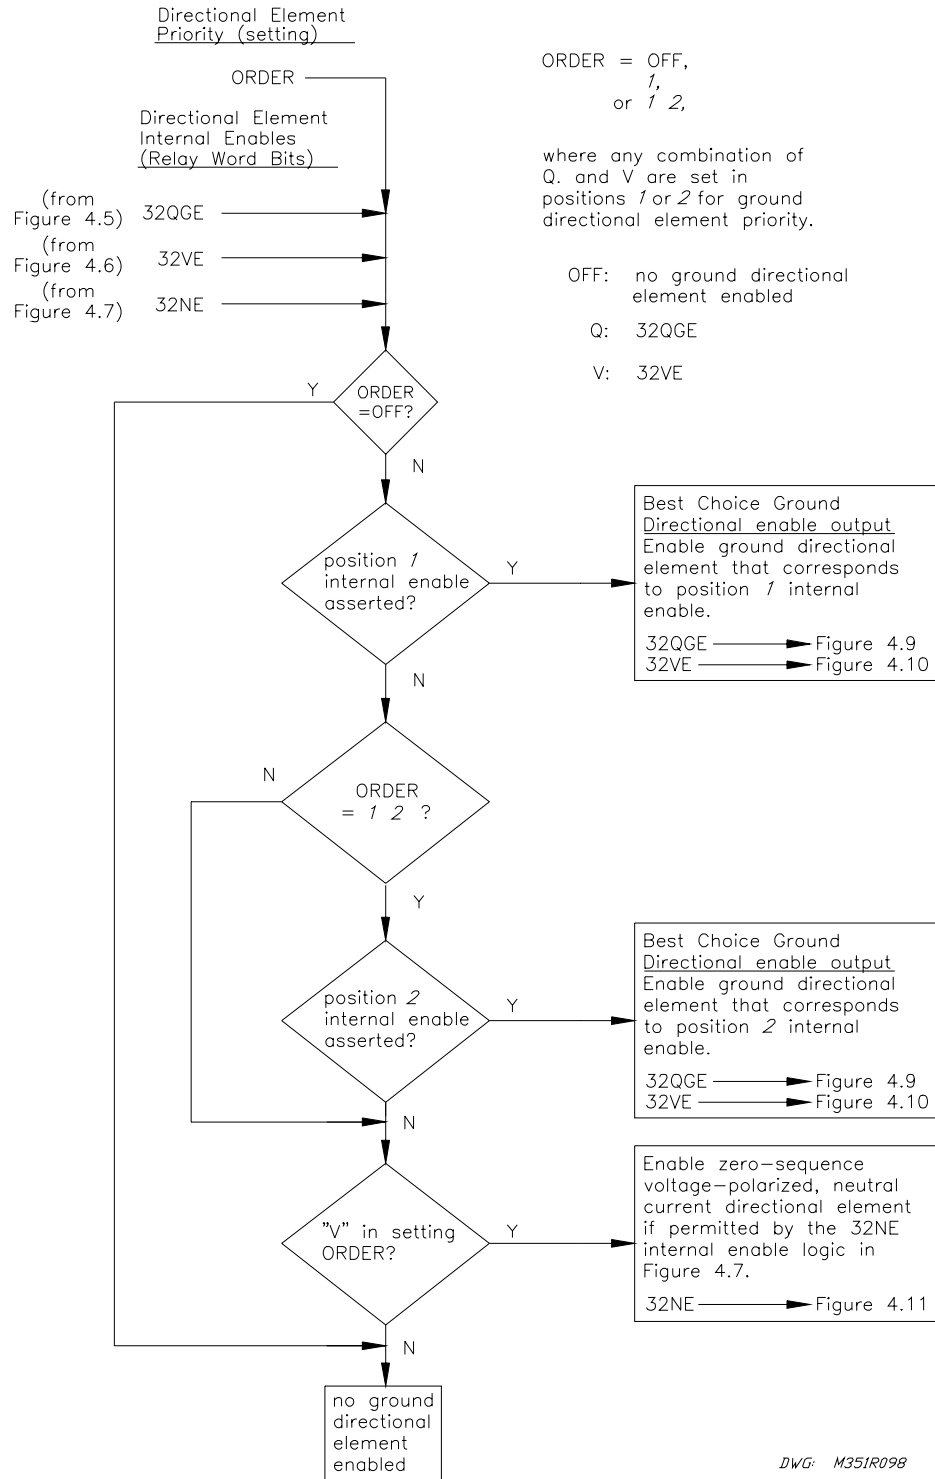 Directional Element
Priority (setting)
ORDER
ORDER = OFF,
1,
or 1 2,
Directional Element
Internal Enables
(Relay Word Bits)
where any combination of
Q. and V are set in
positions 1 or 2 for ground
directional element priority.
(from
Figure 4.5)
32QGE
(from
Figure 4.6)
32VE
(from
Figure 4.7)
32NE
OFF: no ground directional
element enabled
Q: 32QGE
V: 32VE
Y
ORDER
=OFF?
N
position 1
internal enable
asserted?
Y
Best Choice Ground
Directional enable output
Enable ground directional
element that corresponds
to position 1 internal
enable.
32QGE Figure 4.9
32VE Figure 4.10
N
N
ORDER
= 1 2 ?
Y
position 2
internal enable
asserted?
Y
Best Choice Ground
Directional enable output
Enable ground directional
element that corresponds
to position 2 internal
enable.
32QGE Figure 4.9
32VE Figure 4.10
N
"V" in setting
ORDER?
Y
Enable zero-sequence
voltage-polarized, neutral
current directional element
if permitted by the 32NE
internal enable logic in
Figure 4.7.
32NE Figure 4.11
N
no ground
directional
element
enabled
DWG: M351R098